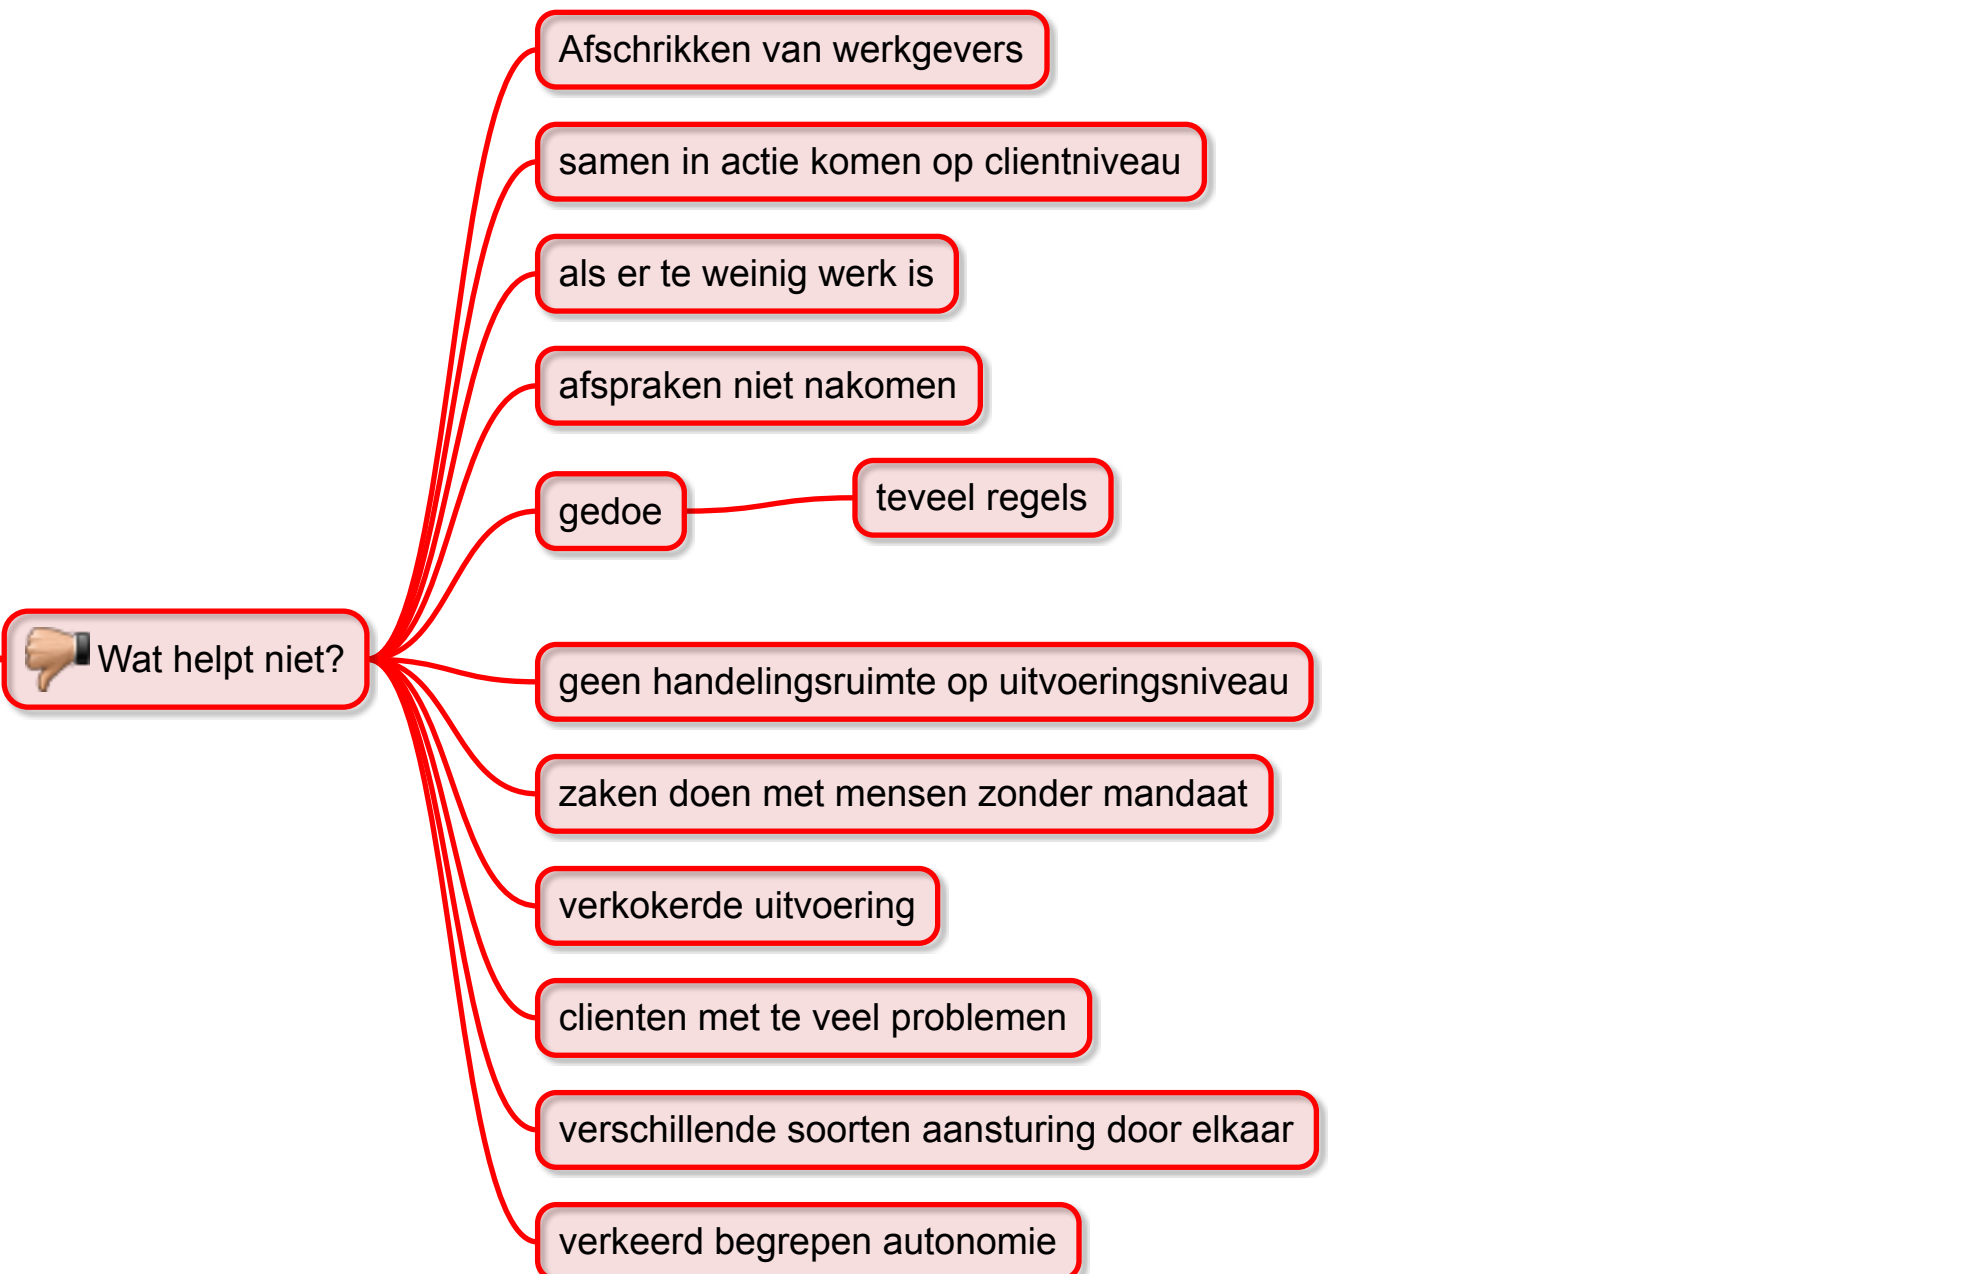 Afschrikken van werkgevers
samen in actie komen op clientniveau
als er te weinig werk is
afspraken niet nakomen
gedoe
teveel regels
Wat helpt niet?
geen handelingsruimte op uitvoeringsniveau
zaken doen met mensen zonder mandaat
verkokerde uitvoering
clienten met te veel problemen
verschillende soorten aansturing door elkaar
verkeerd begrepen autonomie